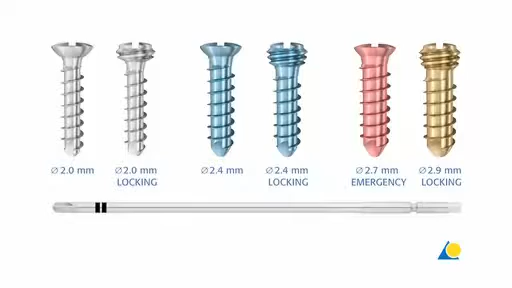 ⌀ 2.0 mm
⌀ 2.0 mm
LOCKING
⌀ 2.4 mm
⌀ 2.4 mm
LOCKING
⌀ 2.7 mm
EMERGENCY
⌀ 2.9 mm
LOCKING